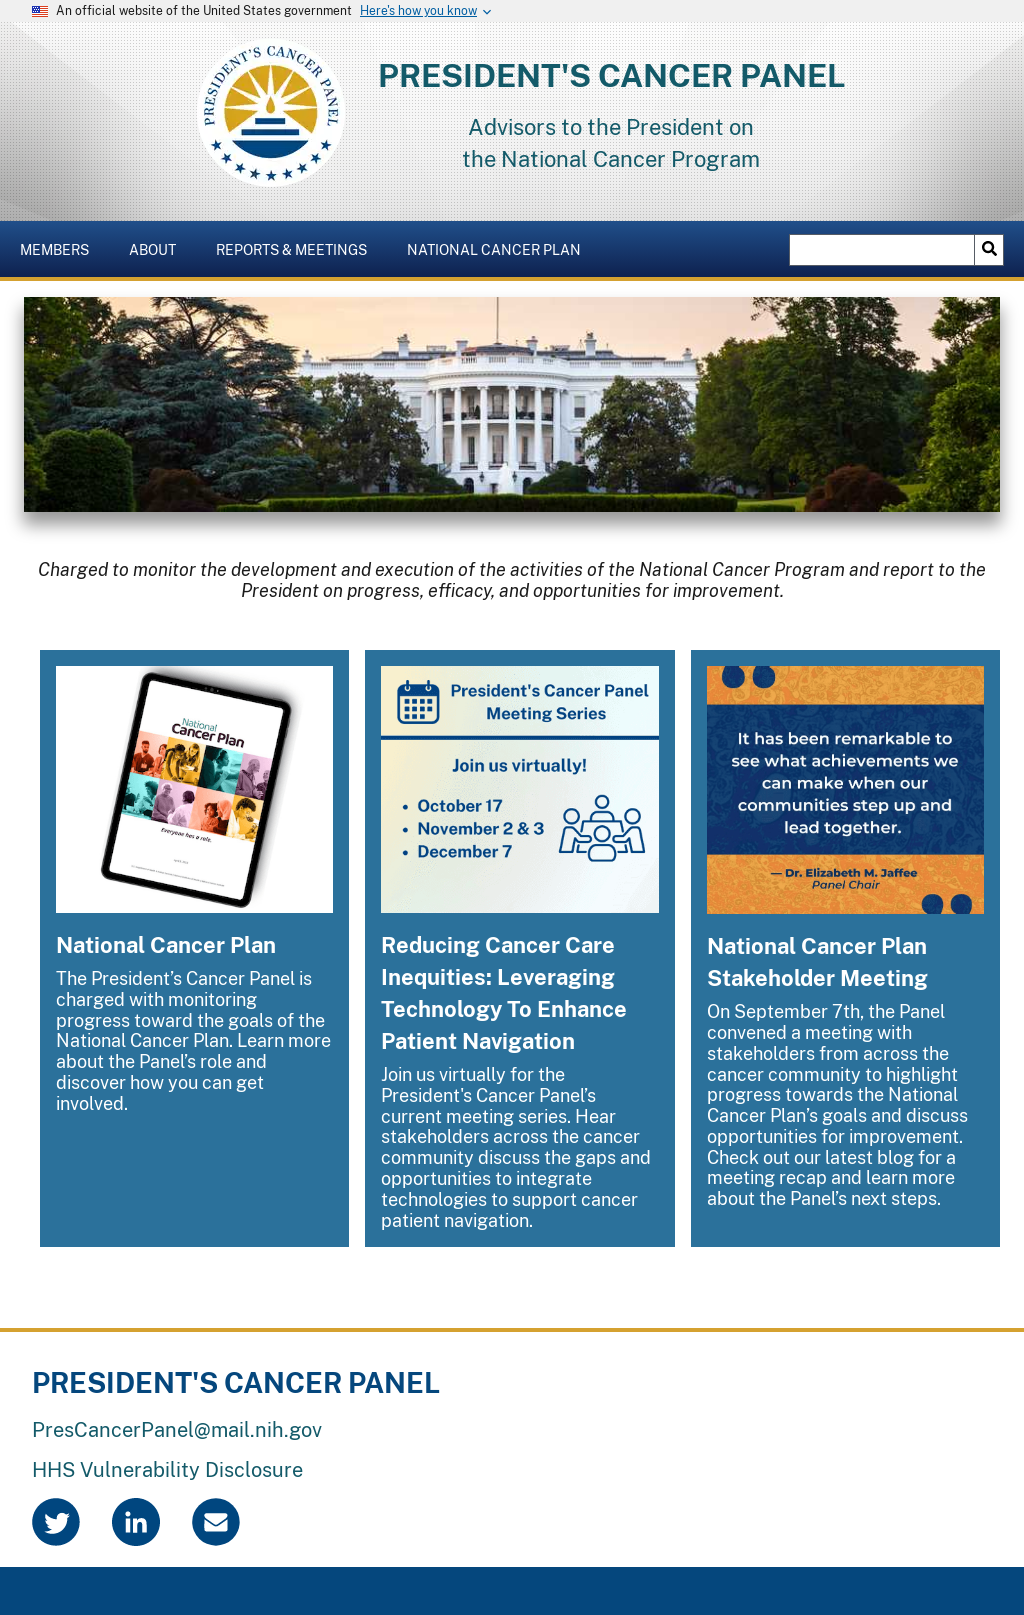 An official website of the United States government Here's how you know
PRESIDENT'S CANCER PANEL
PRESIDENT'S CANCER PANEL
Advisors to the President on
the National Cancer Program
MEMBERS ABOUT REPORTS & MEETINGS NATIONAL CANCER PLAN
Charged to monitor the development and execution of the activities of the National Cancer Program and report to the
President on progress, efficacy, and opportunities for improvement.
National
Cancer Plan
Everyone has a role.
National Cancer Plan
The President’s Cancer Panel is
charged with monitoring
progress toward the goals of the
National Cancer Plan. Learn more
about the Panel’s role and
discover how you can get
involved.
President's Cancer Panel
Meeting Series
Join us virtually!
• October 17
• November 2 & 3
• December 7
Reducing Cancer Care
Inequities: Leveraging
Technology To Enhance
Patient Navigation
Join us virtually for the
President's Cancer Panel’s
current meeting series. Hear
stakeholders across the cancer
community discuss the gaps and
opportunities to integrate
technologies to support cancer
patient navigation.
It has been remarkable to
see what achievements we
can make when our
communities step up and
lead together.
— Dr. Elizabeth M. Jaffee
Panel Chair
National Cancer Plan
Stakeholder Meeting
On September 7th, the Panel
convened a meeting with
stakeholders from across the
cancer community to highlight
progress towards the National
Cancer Plan’s goals and discuss
opportunities for improvement.
Check out our latest blog for a
meeting recap and learn more
about the Panel’s next steps.
PRESIDENT'S CANCER PANEL
PresCancerPanel@mail.nih.gov
HHS Vulnerability Disclosure
in